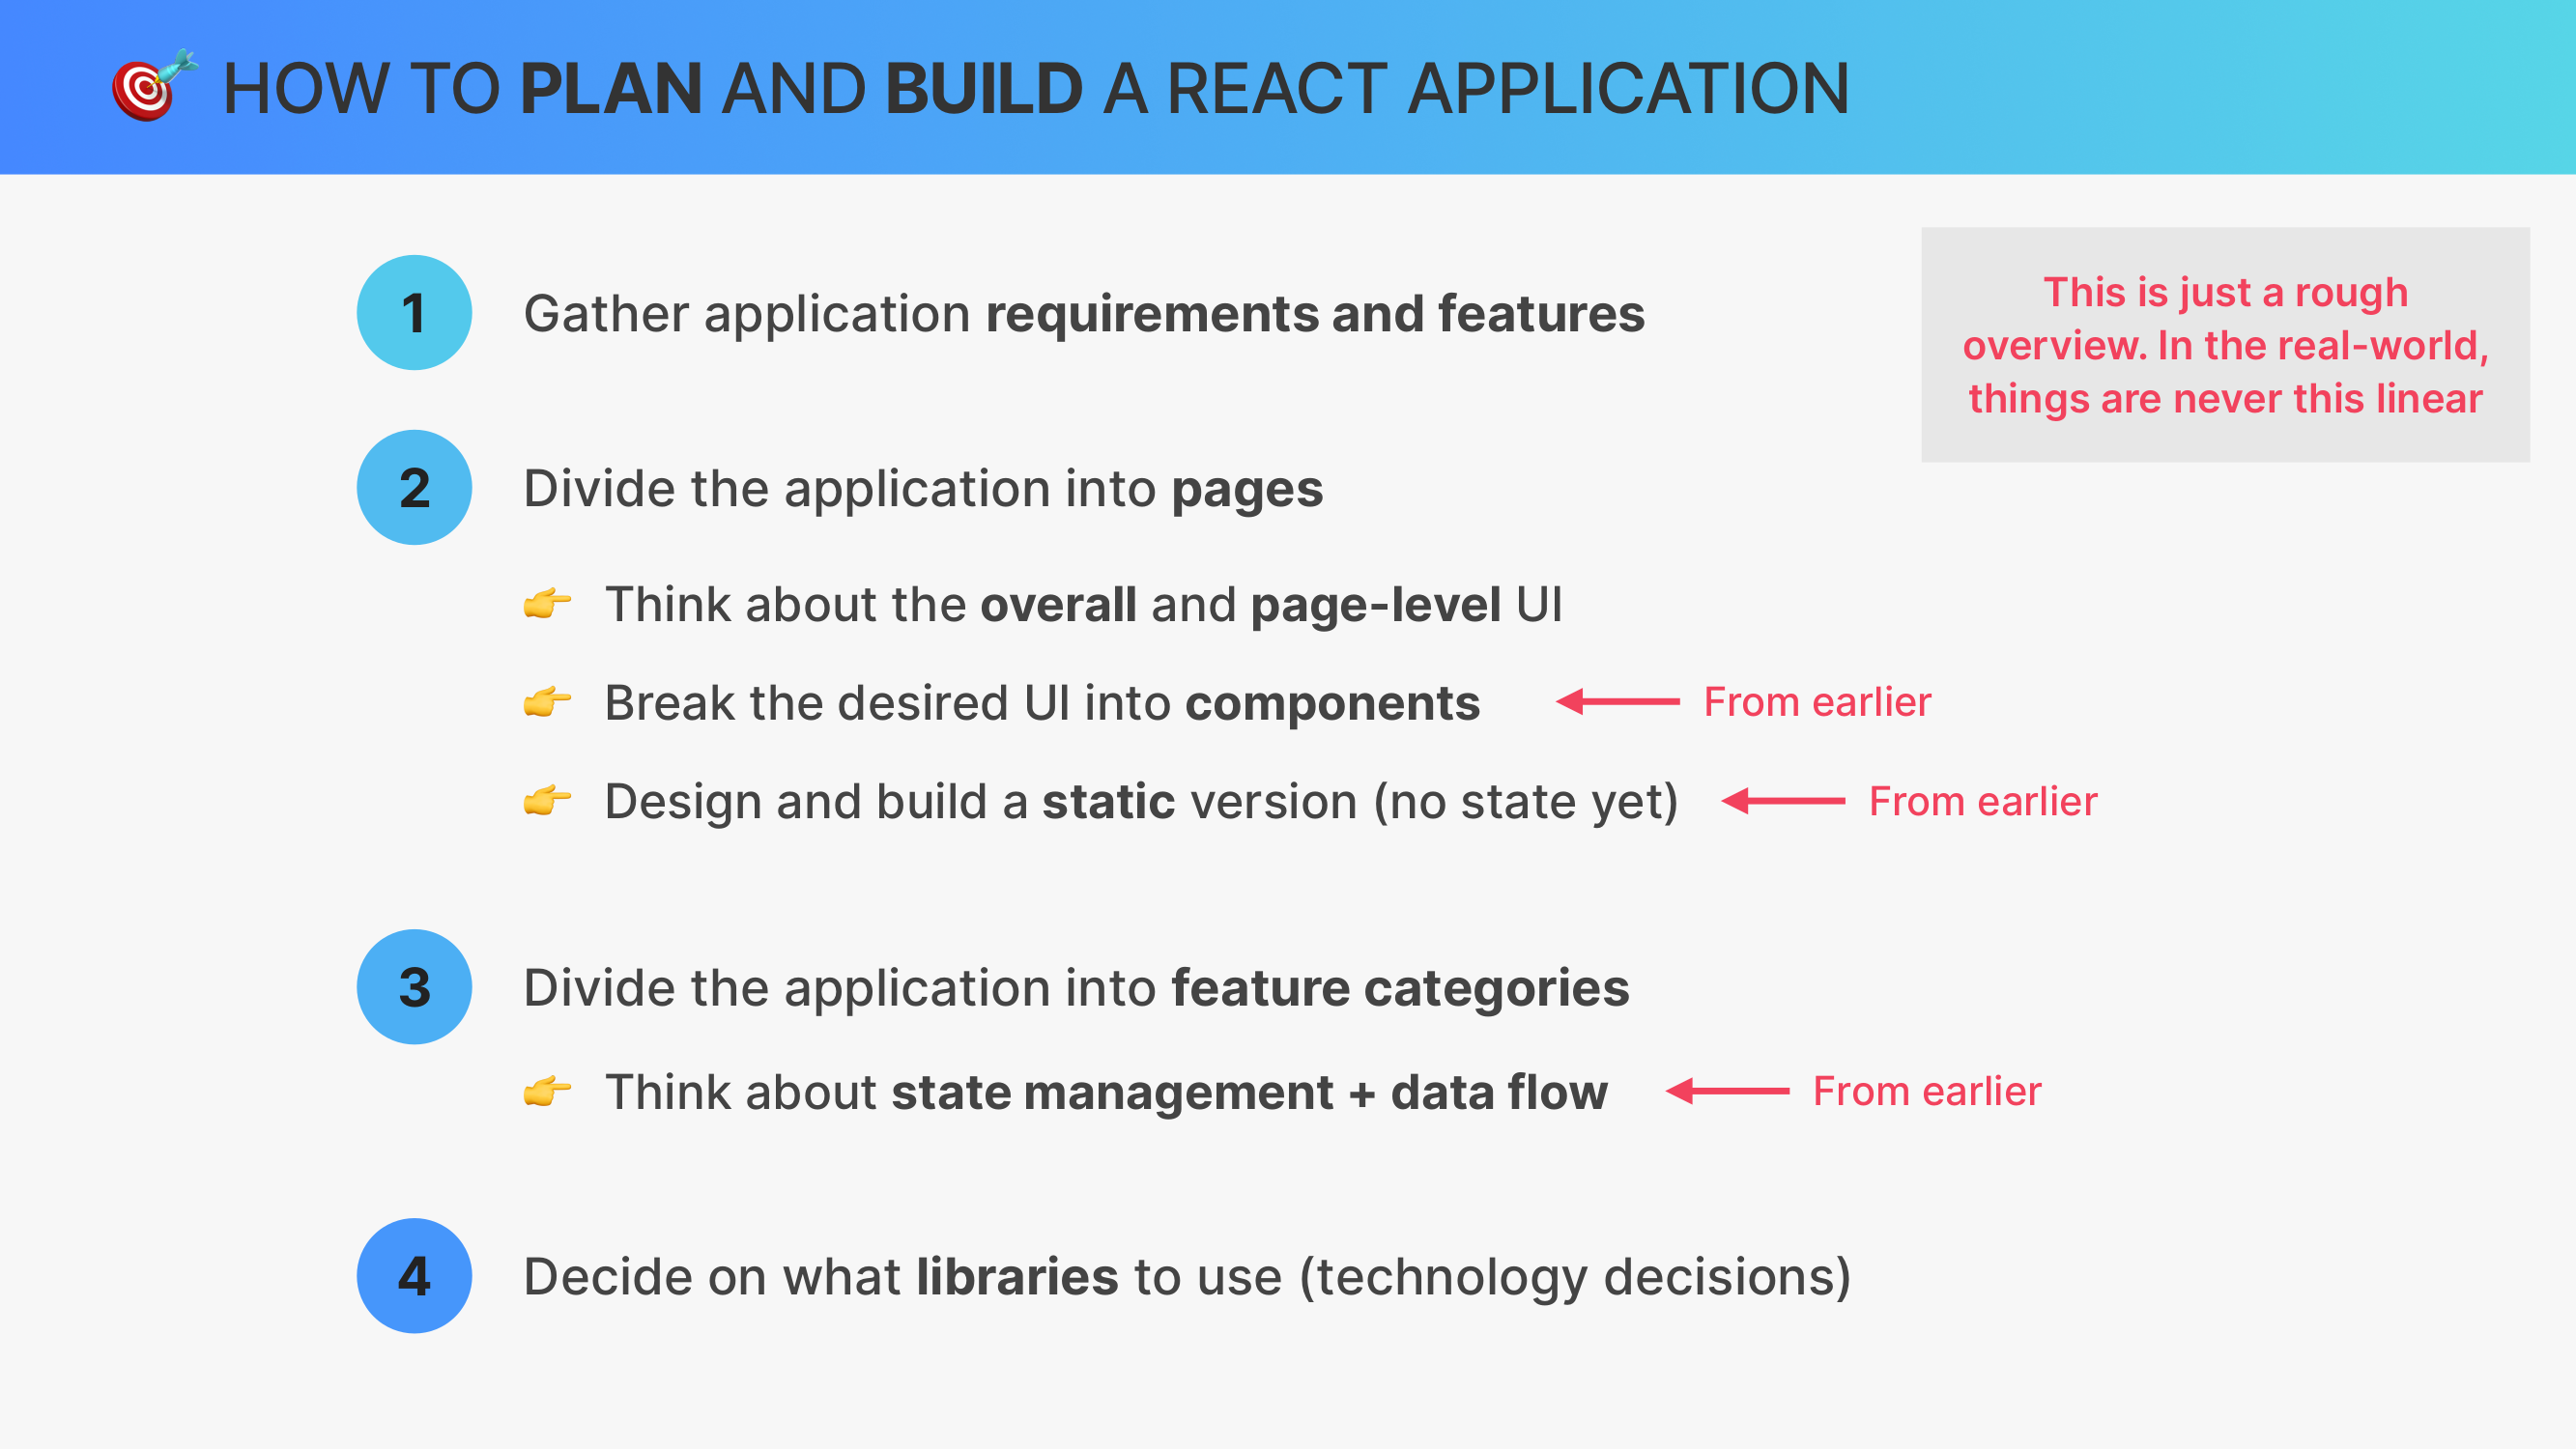 HOW TO PLAN AND BUILD A REACT APPLICATION
1 Gather application requirements and features
This is just a rough
overview. In the real-world,
things are never this linear
2 Divide the application into pages
Think about the overall and page-level UI
Break the desired UI into components From earlier
Design and build a static version (no state yet) From earlier
3 Divide the application into feature categories
Think about state management + data flow From earlier
4 Decide on what libraries to use (technology decisions)